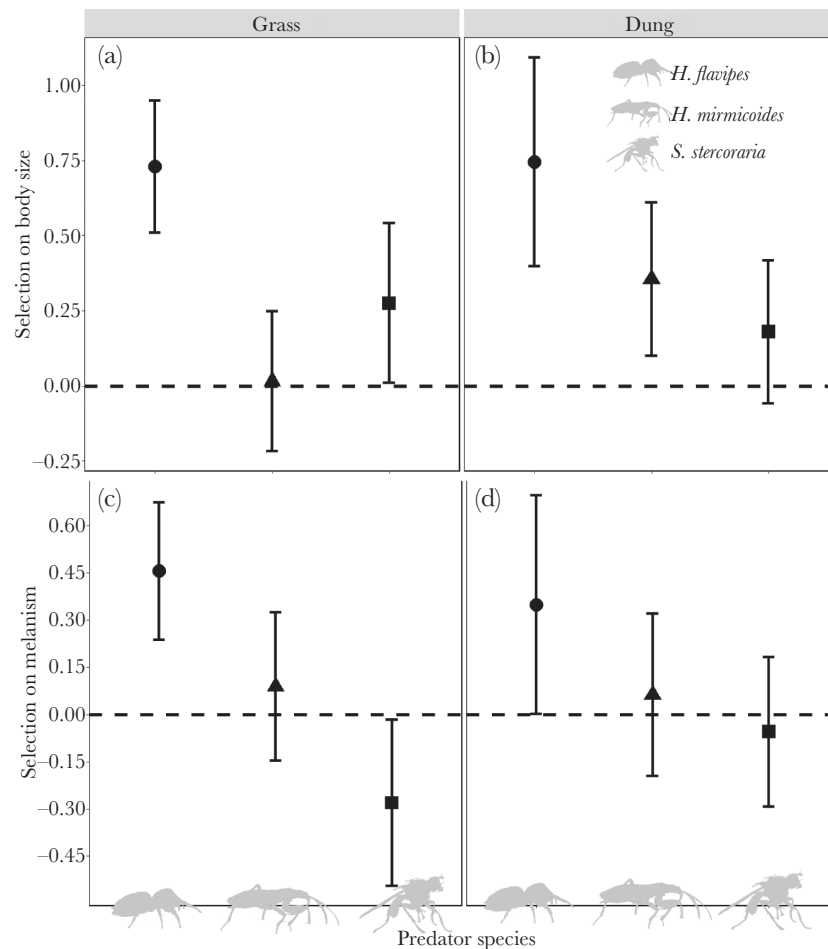 Grass
Dung
(a)
(b)
H. flavipes
H. mirmicoides
S. stercoraria
Selection on body size
1.00
0.75
0.50
0.25
0.00
−0.25
(c)
(d)
Selection on melanism
0.60
0.45
0.30
0.15
0.00
−0.15
−0.30
−0.45
Predator species